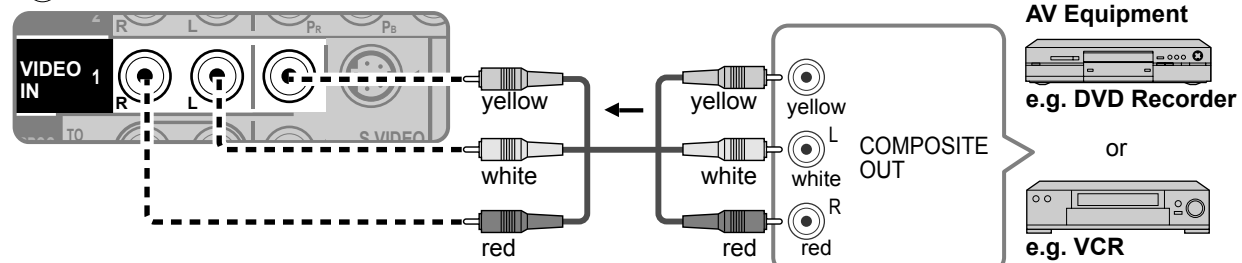 2 R L PR PB
VIDEO 1
IN
R L
TO S VIDEO
yellow yellow yellow
white white white
L
R
red red red
COMPOSITE
OUT
AV Equipment
e.g. DVD Recorder
or
e.g. VCR